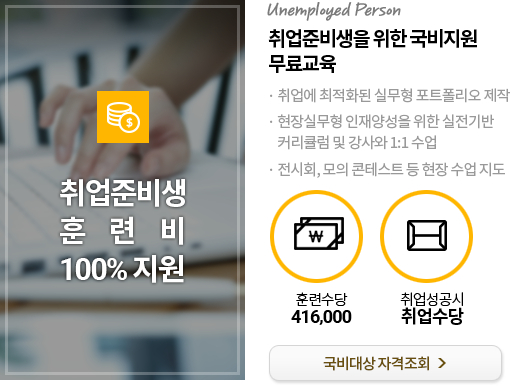 취업준비생
훈 련 비
100% 지원
Unemployed Person
취업준비생을 위한 국비지원
무료교육
· 취업에 최적화된 실무형 포트폴리오 제작
· 현장실무형 인재양성을 위한 실전기반
커리큘럼 및 강사와 1:1 수업
· 전시회, 모의 콘테스트 등 현장 수업 지도
₩
훈련수당
416,000
취업성공시
취업수당
국비대상 자격조회 >